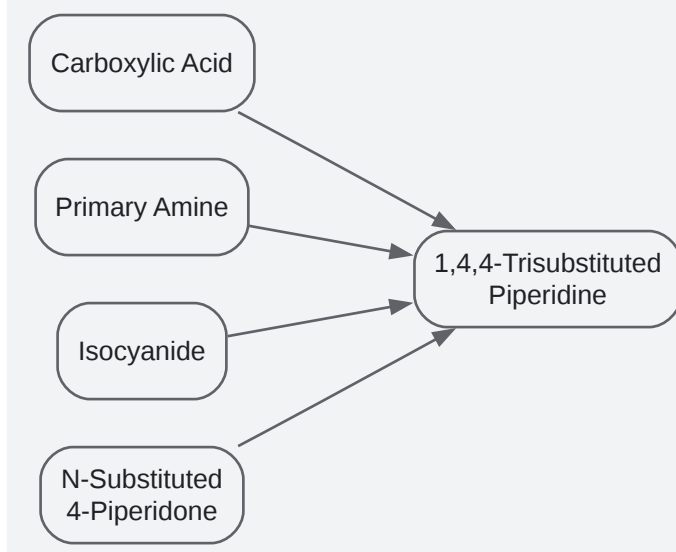 Carboxylic Acid
Primary Amine
1,4,4-Trisubstituted
Piperidine
Isocyanide
N-Substituted
4-Piperidone